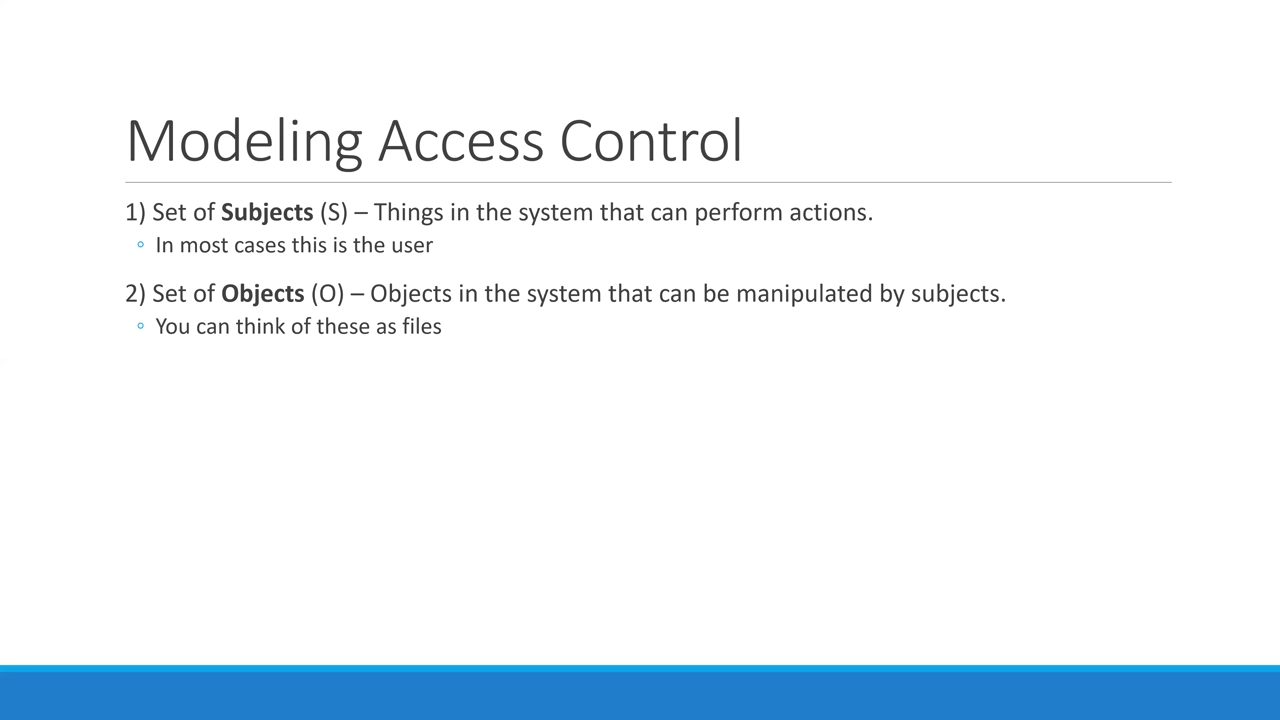 Modeling Access Control
1) Set of Subjects (S) – Things in the system that can perform actions.
◦ In most cases this is the user
2) Set of Objects (O) – Objects in the system that can be manipulated by subjects.
◦ You can think of these as files